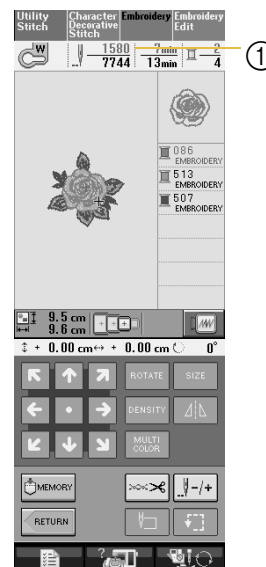 Utility Stitch
Character Decorative Stitch
Embroidery
Embroidery Edit
W
1580 7min 2
7744 13min 4
①
086 EMBROIDERY
513 EMBROIDERY
507 EMBROIDERY
9.5 cm
9.6 cm
+ 0.00 cm + 0.00 cm 0°
ROTATE SIZE
DENSITY
MULTI COLOR
MEMORY
-/+
RETURN
?